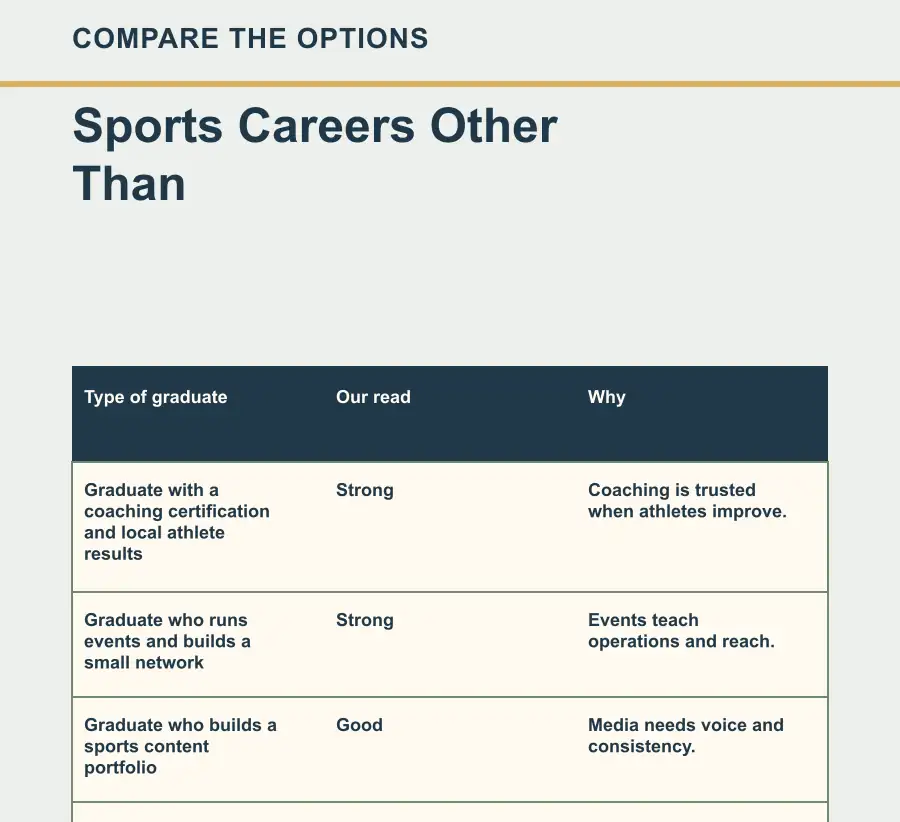 COMPARE THE OPTIONS
Sports Careers Other
Than
Type of graduate
Our read
Why
Graduate with a
coaching certification
and local athlete
results
Strong
Coaching is trusted
when athletes improve.
Graduate who runs
events and builds a
small network
Strong
Events teach
operations and reach.
Graduate who builds a
sports content
portfolio
Good
Media needs voice and
consistency.